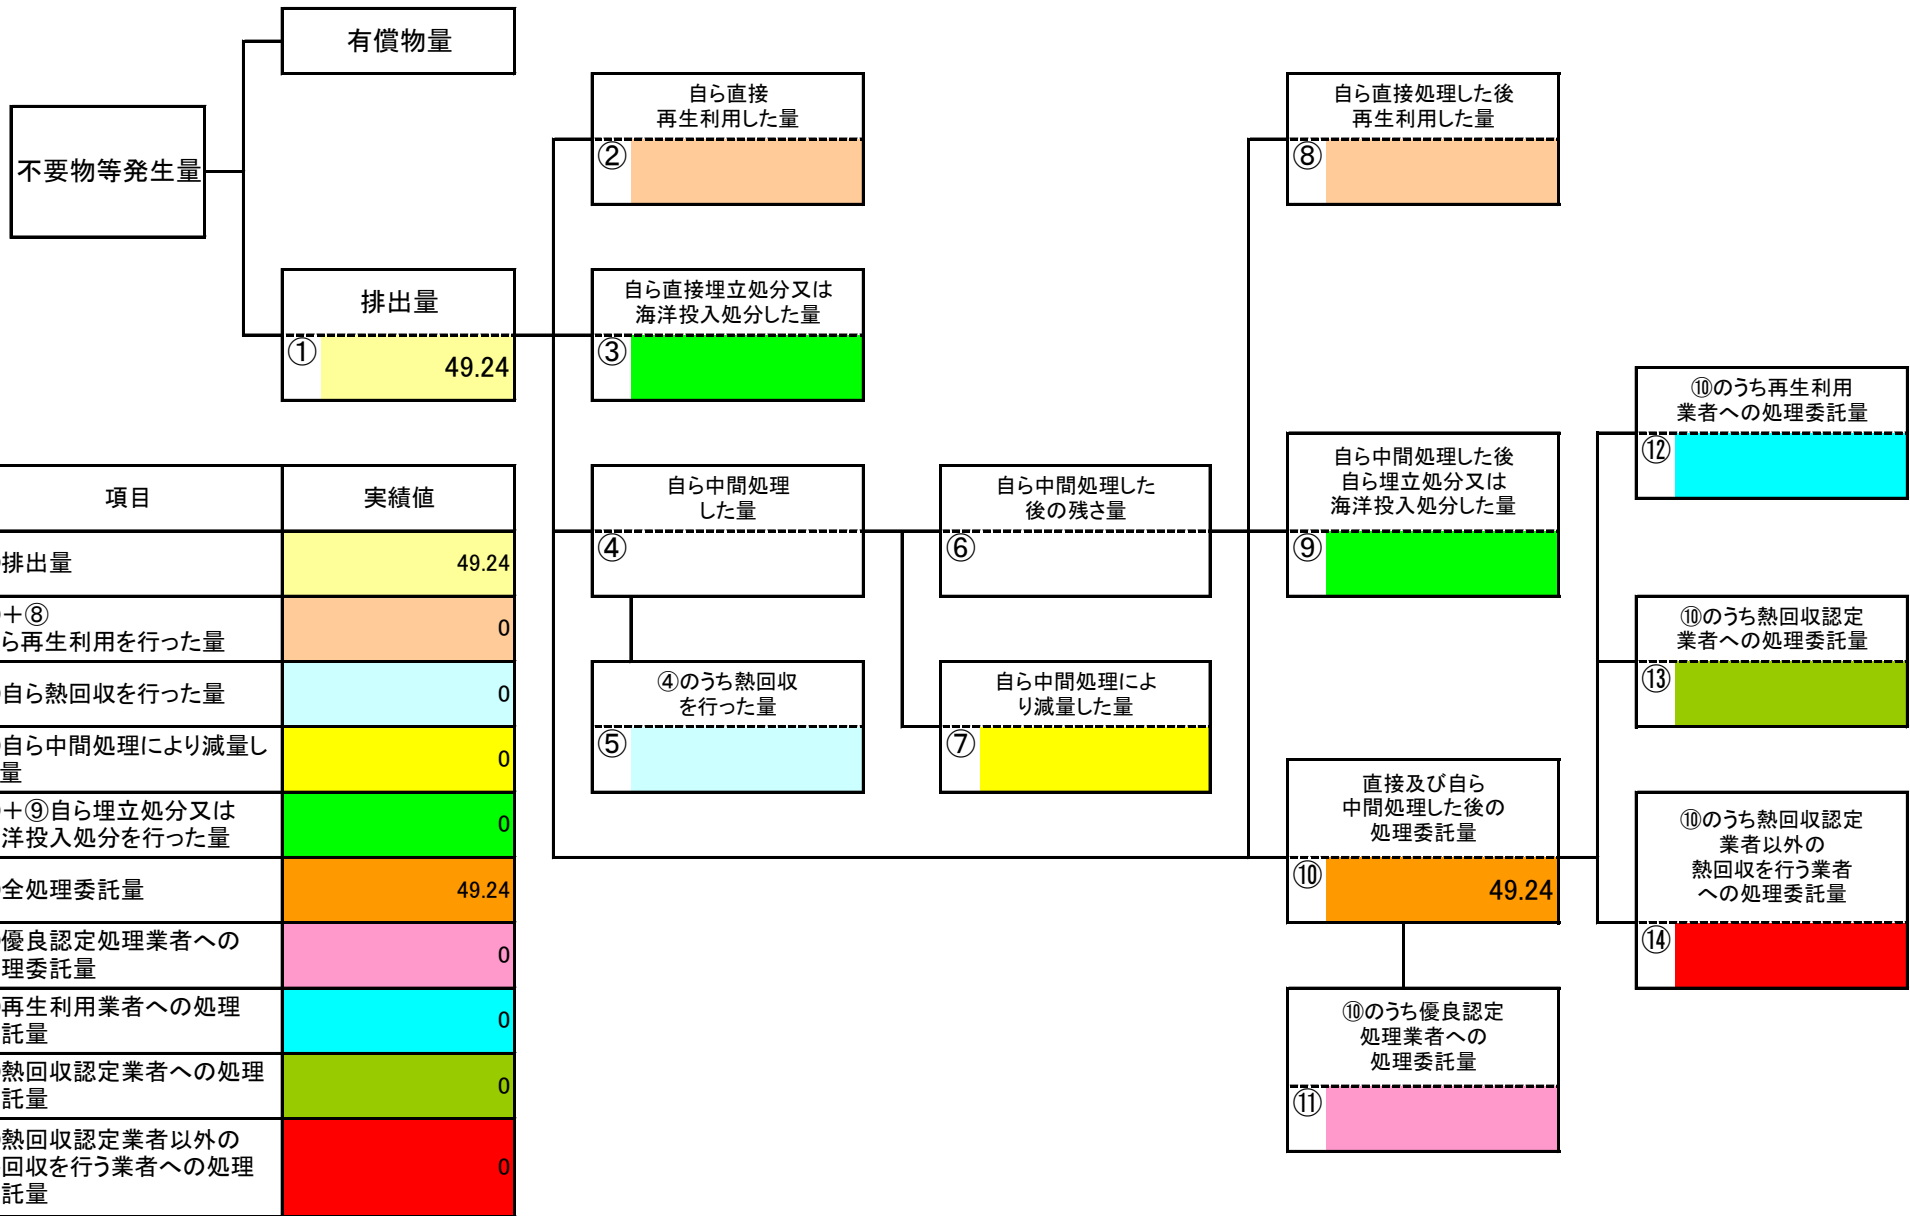 有償物量
不要物等発生量
排出量
①
49.24
自ら直接
再生利用した量
②
自ら直接埋立処分又は
海洋投入処分した量
③
自ら中間処理
した量
④
④のうち熱回収
を行った量
⑤
自ら中間処理した
後の残さ量
⑥
自ら中間処理によ
り減量した量
⑦
自ら直接処理した後
再生利用した量
⑧
自ら中間処理した後
自ら埋立処分又は
海洋投入処分した量
⑨
直接及び自ら
中間処理した後の
処理委託量
⑩
49.24
⑩のうち優良認定
処理業者への
処理委託量
⑪
⑩のうち再生利用
業者への処理委託量
⑫
⑩のうち熱回収認定
業者への処理委託量
⑬
⑩のうち熱回収認定
業者以外の
熱回収を行う業者
への処理委託量
⑭
項目 実績値
排出量 49.24
+⑧
ら再生利用を行った量 0
自ら熱回収を行った量 0
自ら中間処理により減量し
量 0
+⑨自ら埋立処分又は
洋投入処分を行った量 0
全処理委託量 49.24
優良認定処理業者への
理委託量 0
再生利用業者への処理
託量 0
熱回収認定業者への処理
託量 0
熱回収認定業者以外の
回収を行う業者への処理
託量 0